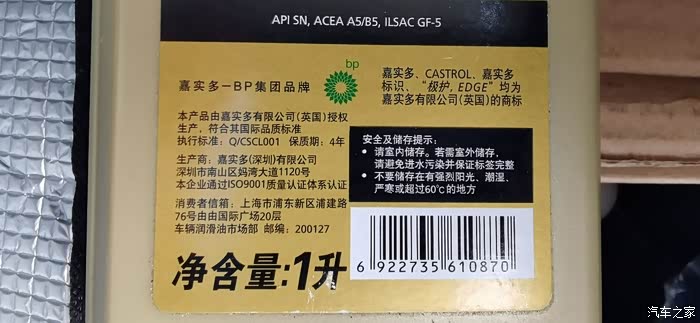 API SN, ACEA A5/B5, ILSAC GF-5
嘉实多－BP集团品牌
bp
嘉实多、CASTROL、嘉实多
标识、“极护, EDGE”均为
嘉实多有限公司(英国)的商标
本产品由嘉实多有限公司(英国)授权
生产，符合其国际品质标准
执行标准: Q/CSCL001 保质期: 4年
生产商: 嘉实多(深圳)有限公司
深圳市南山区妈湾大道1120号
本企业通过ISO9001质量认证体系认证
消费者信箱: 上海市浦东新区浦建路
76号由由国际广场20层
车辆润滑油市场部 邮编: 200127
净含量:1升
安全及储存提示:
• 请室内储存。若需室外储存，
请避免进水污染并保证标签完整
• 不要储存在有强烈阳光、潮湿、
严寒或超过60℃的地方
6 922735 610870
汽车之家